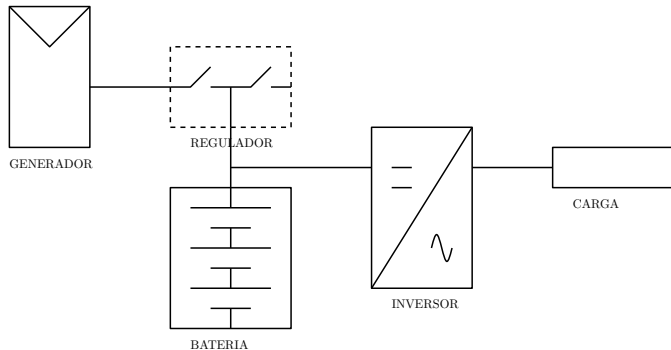 REGULADOR
GENERADOR
CARGA
INVERSOR
BATERIA